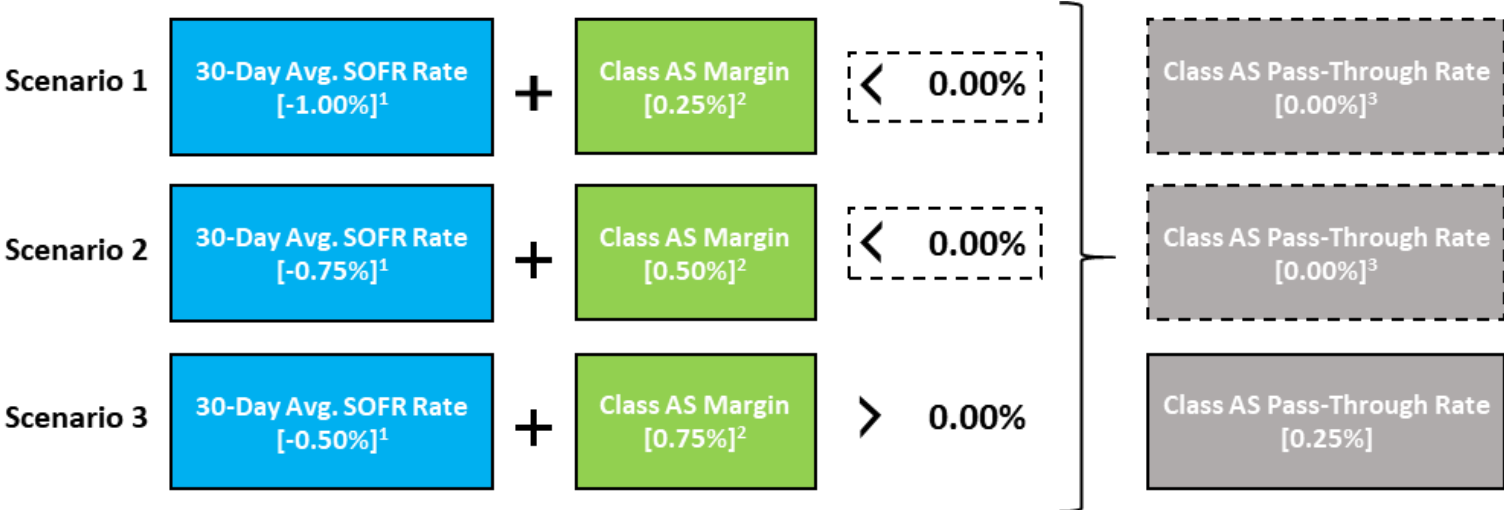 Scenario 1
30-Day Avg. SOFR Rate
[-1.00%]¹
+
Class AS Margin
[0.25%]²
< 0.00%
Class AS Pass-Through Rate
[0.00%]³
Scenario 2
30-Day Avg. SOFR Rate
[-0.75%]¹
+
Class AS Margin
[0.50%]²
< 0.00%
Class AS Pass-Through Rate
[0.00%]³
Scenario 3
30-Day Avg. SOFR Rate
[-0.50%]¹
+
Class AS Margin
[0.75%]²
> 0.00%
Class AS Pass-Through Rate
[0.25%]